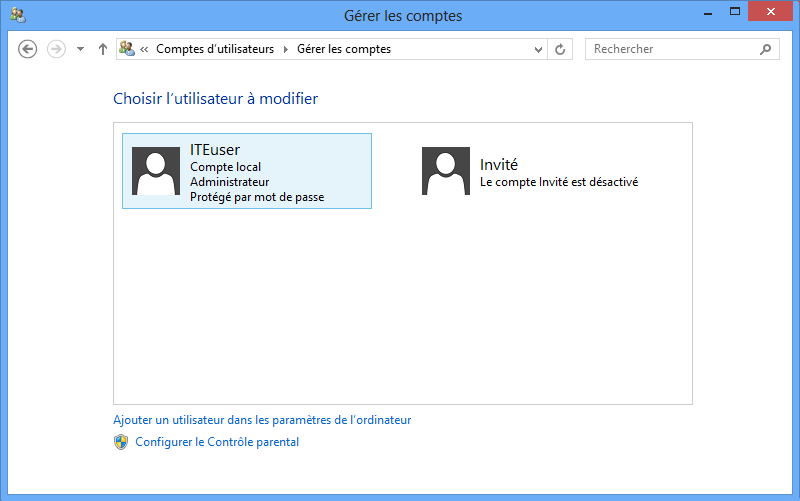 Gérer les comptes
« Comptes d'utilisateurs Gérer les comptes
Rechercher
Choisir l'utilisateur à modifier
ITEuser
Compte local
Administrateur
Protégé par mot de passe
Invité
Le compte Invité est désactivé
Ajouter un utilisateur dans les paramètres de l'ordinateur
Configurer le Contrôle parental